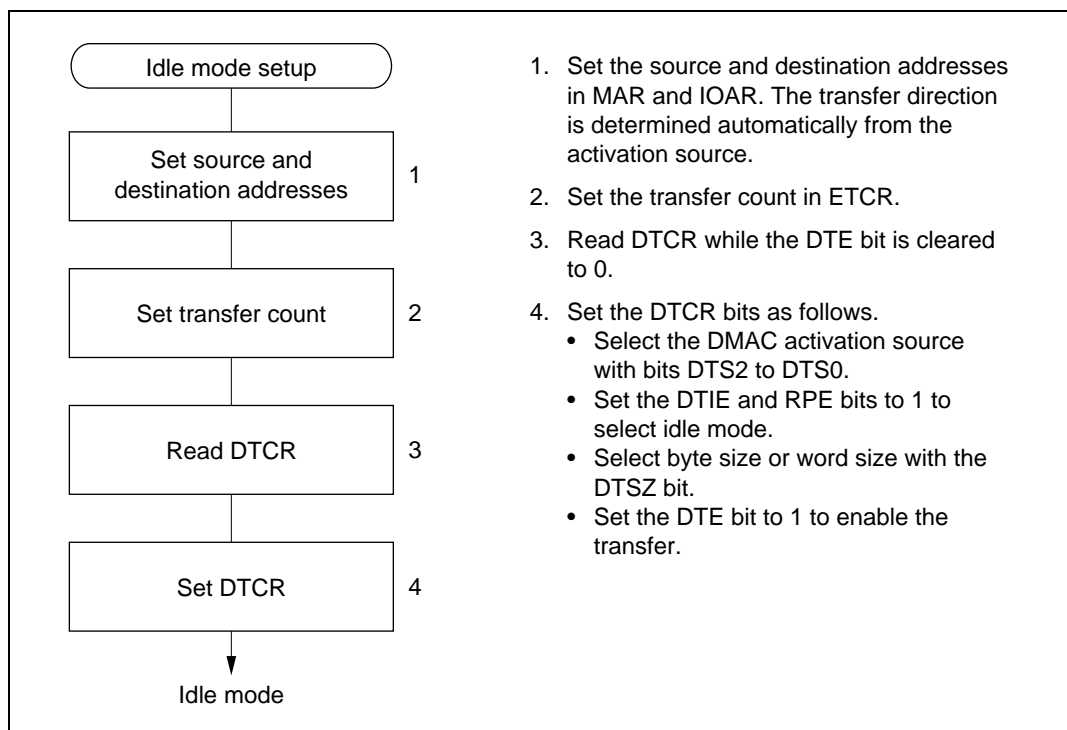 Idle mode setup
Set source and
destination addresses
1
Set transfer count
2
Read DTCR
3
Set DTCR
4
Idle mode
1. Set the source and destination addresses
in MAR and IOAR. The transfer direction
is determined automatically from the
activation source.
2. Set the transfer count in ETCR.
3. Read DTCR while the DTE bit is cleared
to 0.
4. Set the DTCR bits as follows.
• Select the DMAC activation source
with bits DTS2 to DTS0.
• Set the DTIE and RPE bits to 1 to
select idle mode.
• Select byte size or word size with the
DTSZ bit.
• Set the DTE bit to 1 to enable the
transfer.